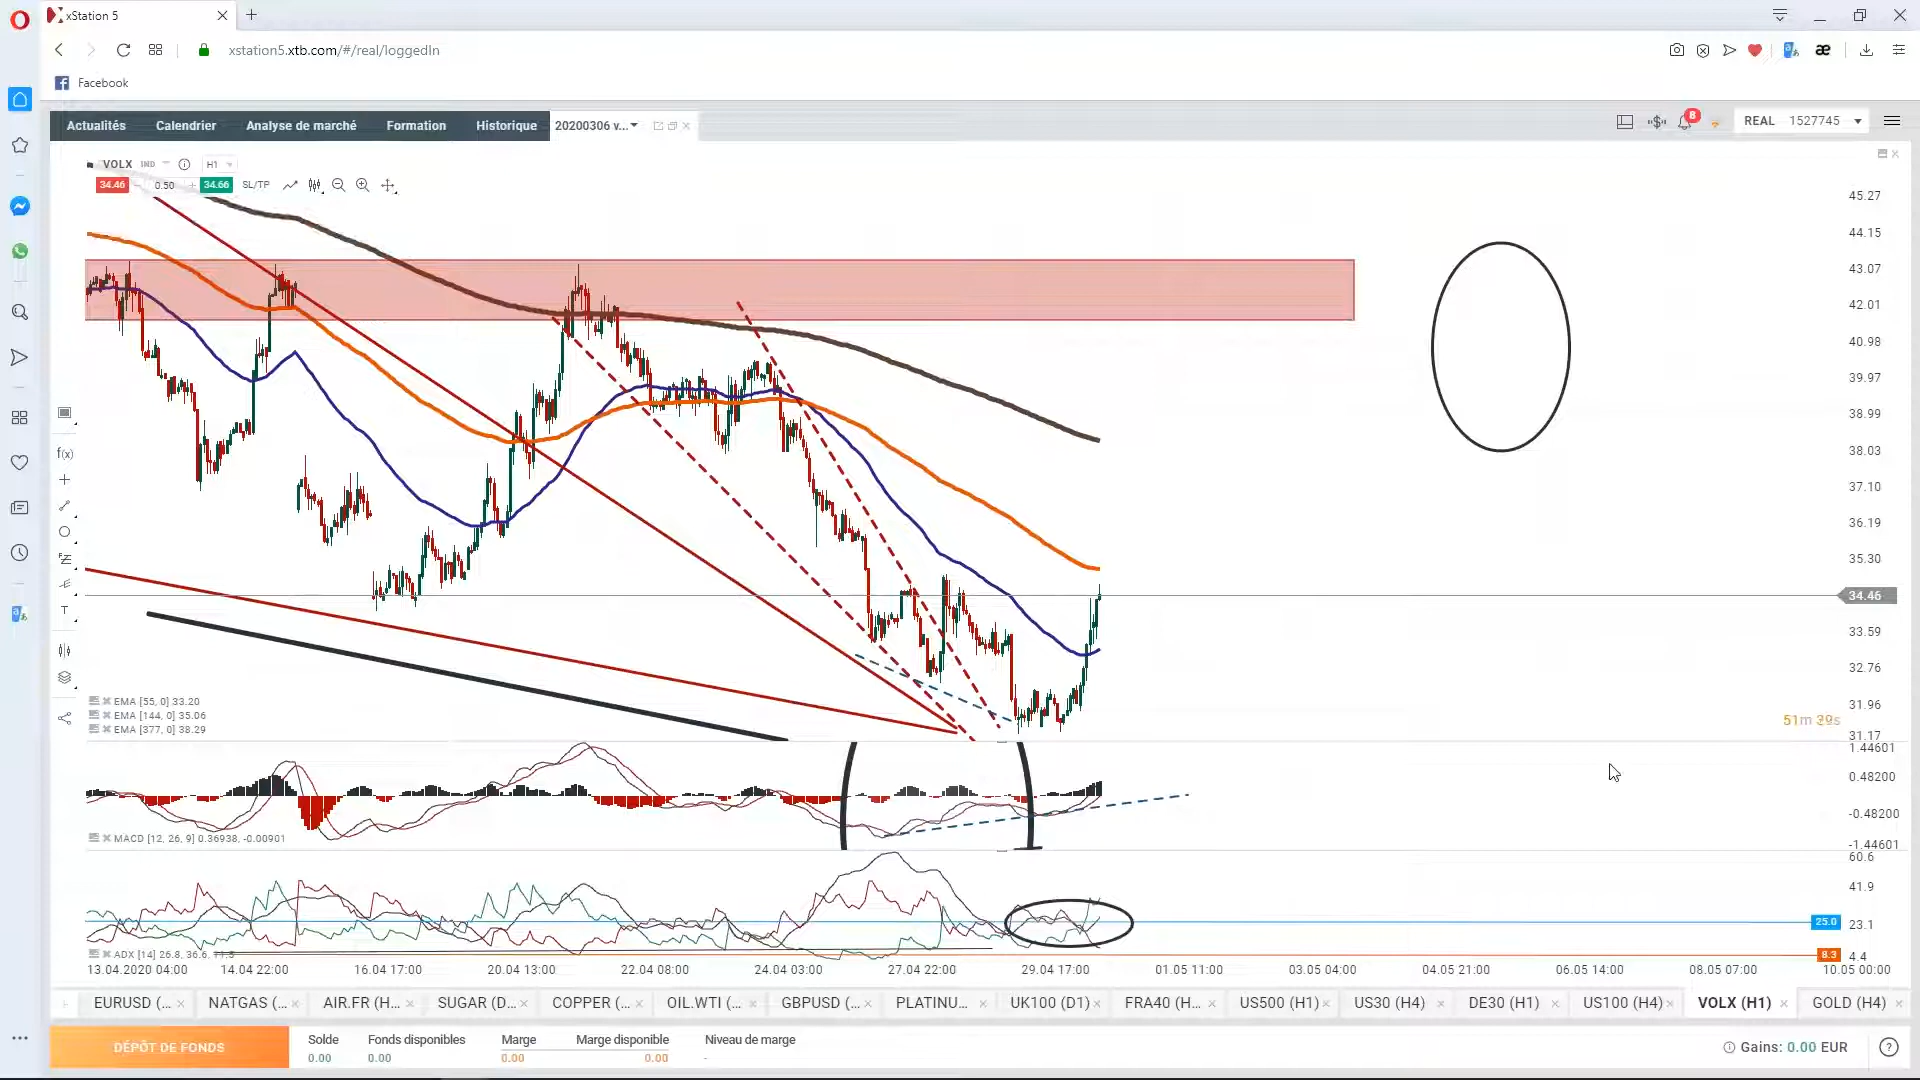 xStation 5
xstation5.xtb.com/#/real/loggedIn
Facebook
Actualités Calendrier Analyse de marché Formation Historique 20200306 v... 8 REAL 1527745
VOLX IND H1
34.46 0.50 34.66 SL/TP
45.27
44.15
43.07
42.01
40.98
39.97
38.99
38.03
37.10
36.19
35.30
34.46
33.59
32.76
31.96
31.17
f(x)
T
EMA [55, 0] 33.20
EMA [144, 0] 35.06
EMA [377, 0] 38.29
51m 29s
1.44601
0.48200
-0.48200
-1.44601
MACD [12, 26, 9] 0.36938, -0.00901
60.6
41.9
25.0
23.1
8.3
4.4
ADX [14] 26.8, 36.6,
13.04.2020 04:00 14.04 22:00 16.04 17:00 20.04 13:00 22.04 08:00 24.04 03:00 27.04 22:00 29.04 17:00 01.05 11:00 03.05 04:00 04.05 21:00 06.05 14:00 08.05 07:00 10.05 00:00
EURUSD (... NATGAS (... AIR.FR (H... SUGAR (D... COPPER (... OIL.WTI (... GBPUSD (... PLATINU... UK100 (D1) FRA40 (H... US500 (H1) US30 (H4) DE30 (H1) US100 (H4) VOLX (H1) GOLD (H4)
DÉPÔT DE FONDS
Solde Fonds disponibles Marge Marge disponible Niveau de marge
0.00 0.00 0.00 0.00 -
Gains: 0.00 EUR